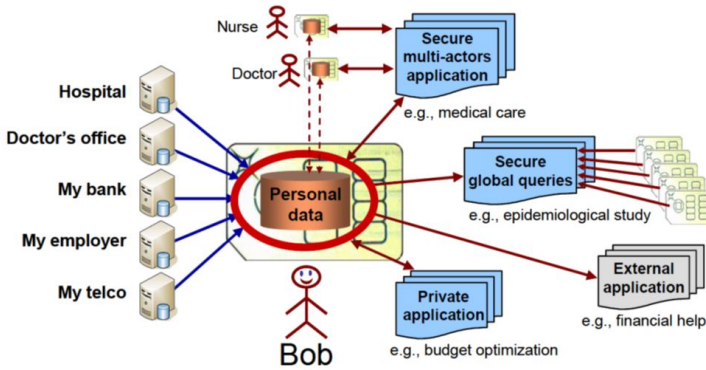 Nurse
Doctor
Secure
multi-actors
application
e.g., medical care
Hospital
Doctor's office
My bank
My employer
My telco
Personal
data
Secure
global queries
e.g., epidemiological study
External
application
e.g., financial help
Private
application
e.g., budget optimization
Bob